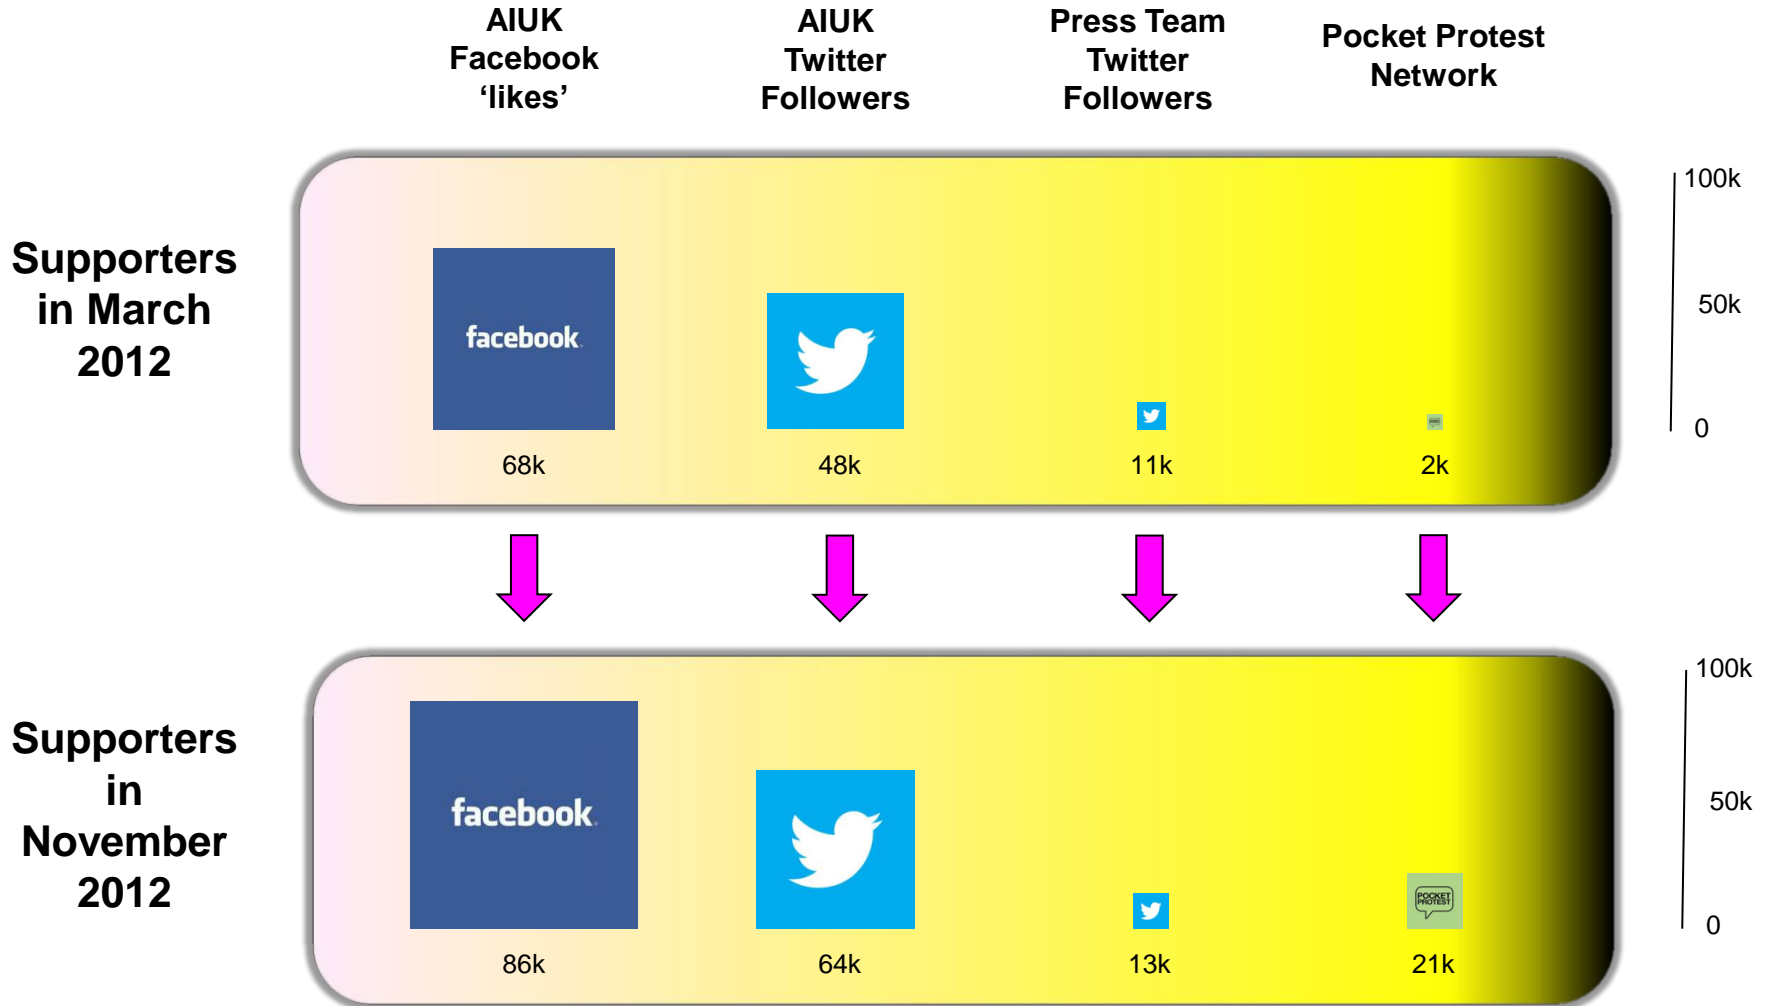 AIUK
Facebook
‘likes’
AIUK
Twitter
Followers
Press Team
Twitter
Followers
Pocket Protest
Network
Supporters
in March
2012
facebook
68k
48k
11k
2k
100k
50k
0
Supporters
in
November
2012
facebook
POCKET
PROTEST
86k
64k
13k
21k
100k
50k
0